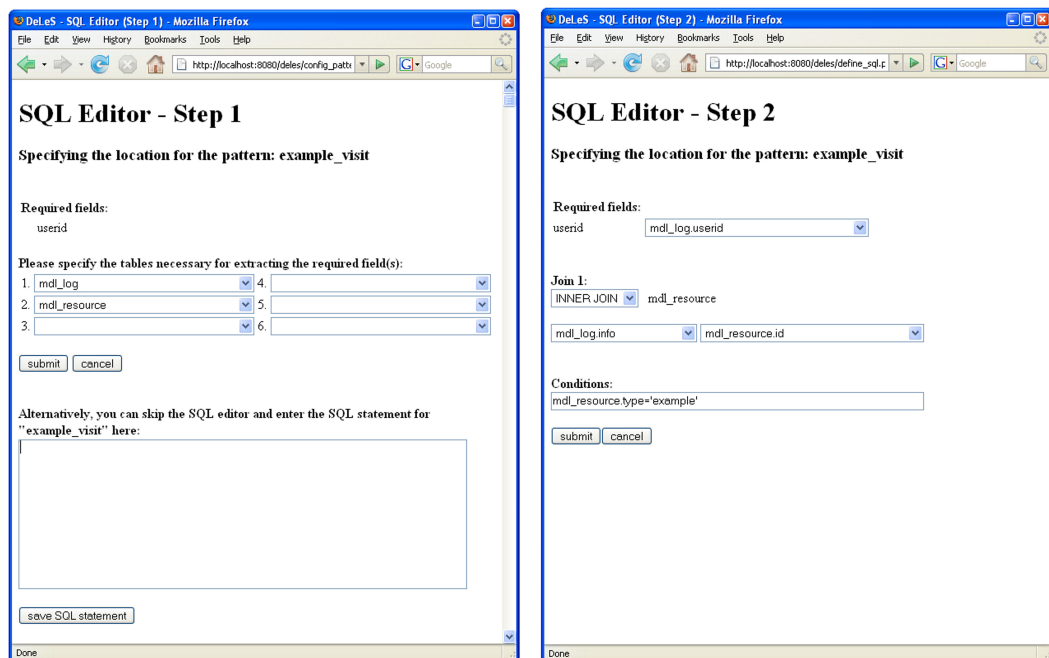 DeLeS - SQL Editor (Step 1) - Mozilla Firefox
File Edit View History Bookmarks Tools Help
http://localhost:8080/deles/config_patte
G Google
SQL Editor - Step 1
Specifying the location for the pattern: example_visit
Required fields:
userid
Please specify the tables necessary for extracting the required field(s):
1. mdl_log 4.
2. mdl_resource 5.
3. 6.
submit cancel
Alternatively, you can skip the SQL editor and enter the SQL statement for
"example_visit" here:
save SQL statement
Done
DeLeS - SQL Editor (Step 2) - Mozilla Firefox
File Edit View History Bookmarks Tools Help
http://localhost:8080/deles/define_sql.p
G Google
SQL Editor - Step 2
Specifying the location for the pattern: example_visit
Required fields:
userid mdl_log.userid
Join 1:
INNER JOIN mdl_resource
mdl_log.info mdl_resource.id
Conditions:
mdl_resource.type='example'
submit cancel
Done